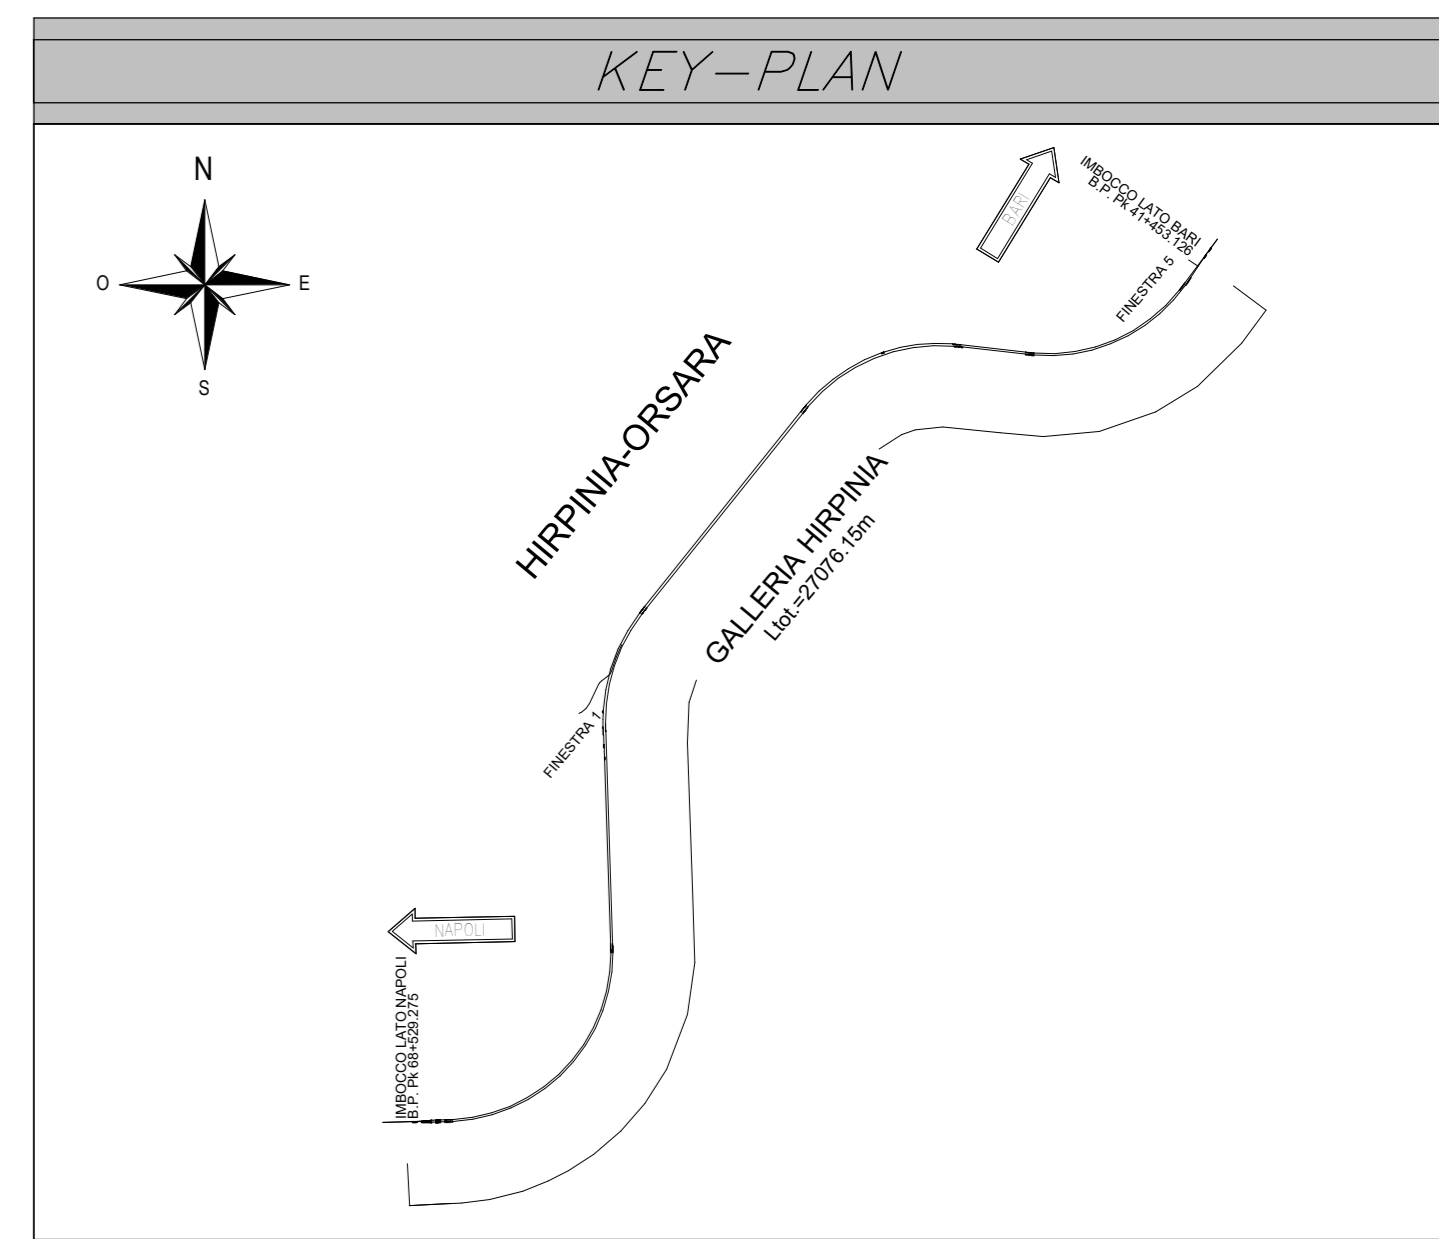 KEY-PLAN
N
O
E
S
BARI
IMBOCCO LATO BARI
B.P. Pk 41+453.126
FINESTRA 5
HIRPINIA-ORSARA
GALLERIA HIRPINIA
Ltot.=27076.15m
FINESTRA 1
NAPOLI
IMBOCCO LATO NAPOLI
B.P. Pk 68+529.275